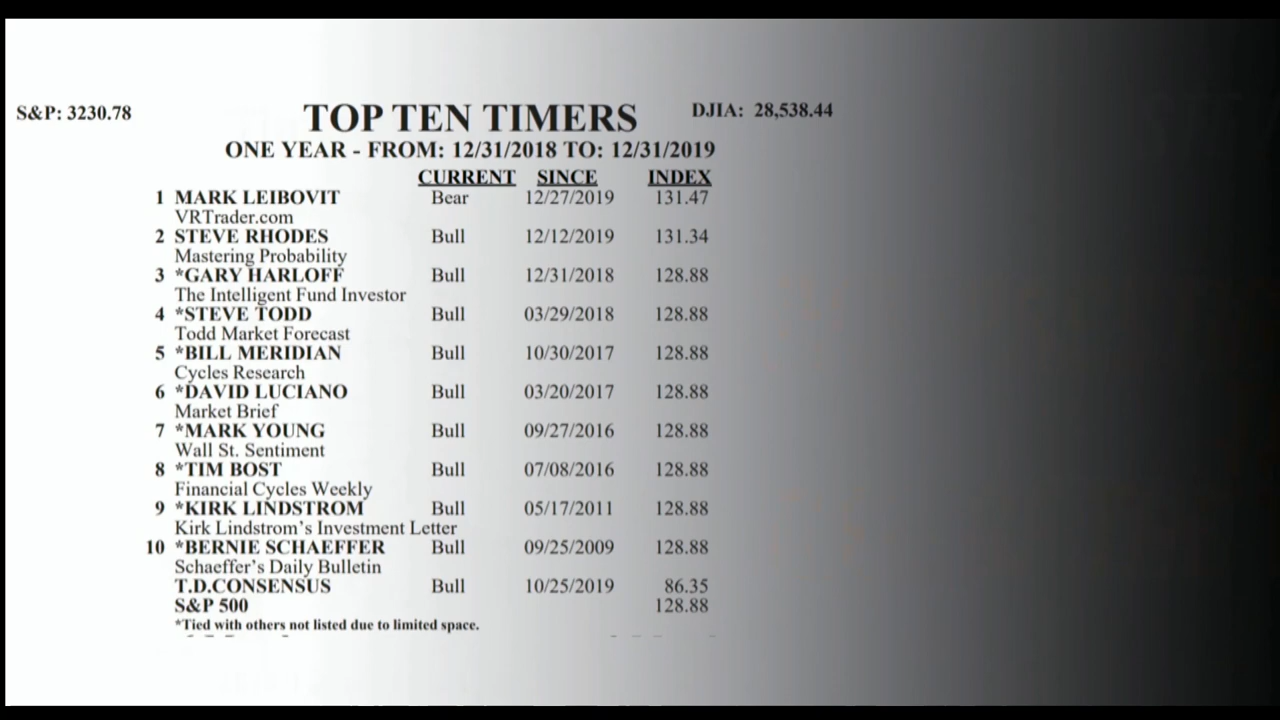 S&P: 3230.78 TOP TEN TIMERS DJIA: 28,538.44
ONE YEAR - FROM: 12/31/2018 TO: 12/31/2019
CURRENT SINCE INDEX
1 MARK LEIBOVIT Bear 12/27/2019 131.47
VRTrader.com
2 STEVE RHODES Bull 12/12/2019 131.34
Mastering Probability
3 *GARY HARLOFF Bull 12/31/2018 128.88
The Intelligent Fund Investor
4 *STEVE TODD Bull 03/29/2018 128.88
Todd Market Forecast
5 *BILL MERIDIAN Bull 10/30/2017 128.88
Cycles Research
6 *DAVID LUCIANO Bull 03/20/2017 128.88
Market Brief
7 *MARK YOUNG Bull 09/27/2016 128.88
Wall St. Sentiment
8 *TIM BOST Bull 07/08/2016 128.88
Financial Cycles Weekly
9 *KIRK LINDSTROM Bull 05/17/2011 128.88
Kirk Lindstrom's Investment Letter
10 *BERNIE SCHAEFFER Bull 09/25/2009 128.88
Schaeffer's Daily Bulletin
T.D.CONSENSUS Bull 10/25/2019 86.35
S&P 500 128.88
*Tied with others not listed due to limited space.